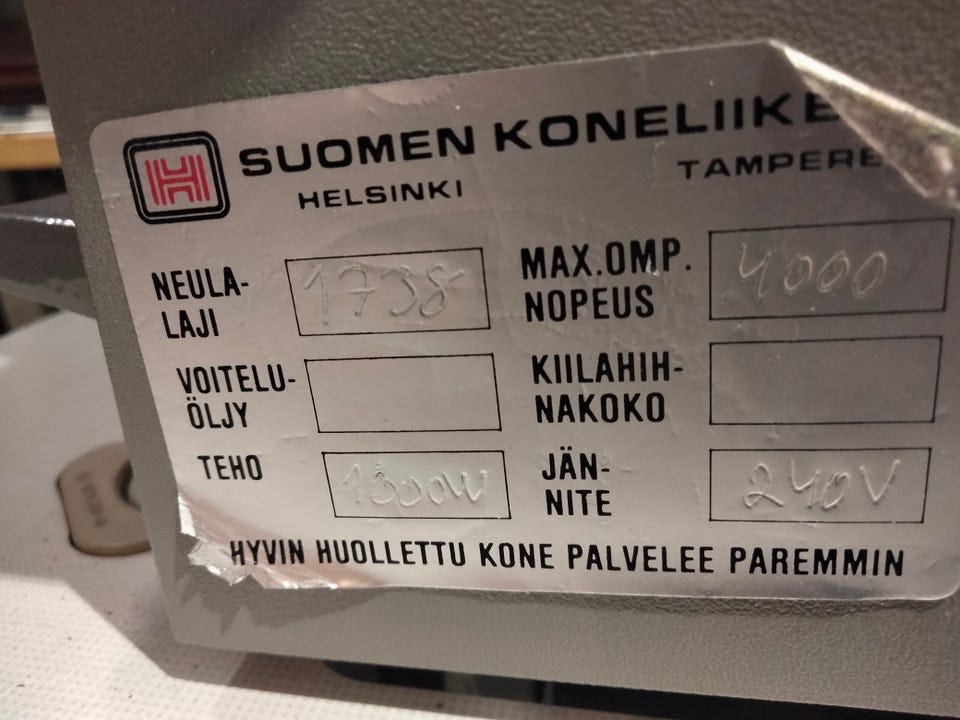 SUOMEN KONELIIKE
HELSINKI TAMPERE
NEULA-
LAJI
1738
MAX.OMP.
NOPEUS
4000
VOITELU-
ÖLJY
KIILAHIH-
NAKOKO
TEHO
1300W
JÄN-
NITE
240V
HYVIN HUOLLETTU KONE PALVELEE PAREMMIN